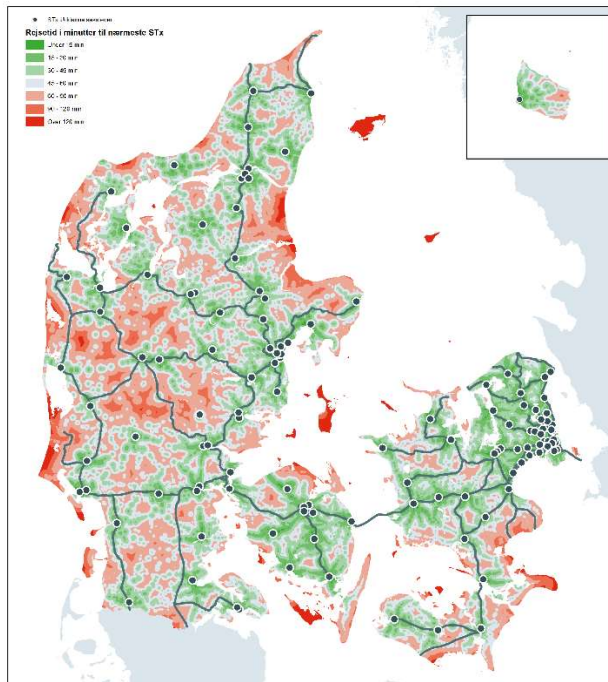 Rejsetid i minutter til nærmeste STx
15 - 30 min
30 - 45 min
45 - 60 min
60 - 90 min
90 - 120 min
Over 120 min